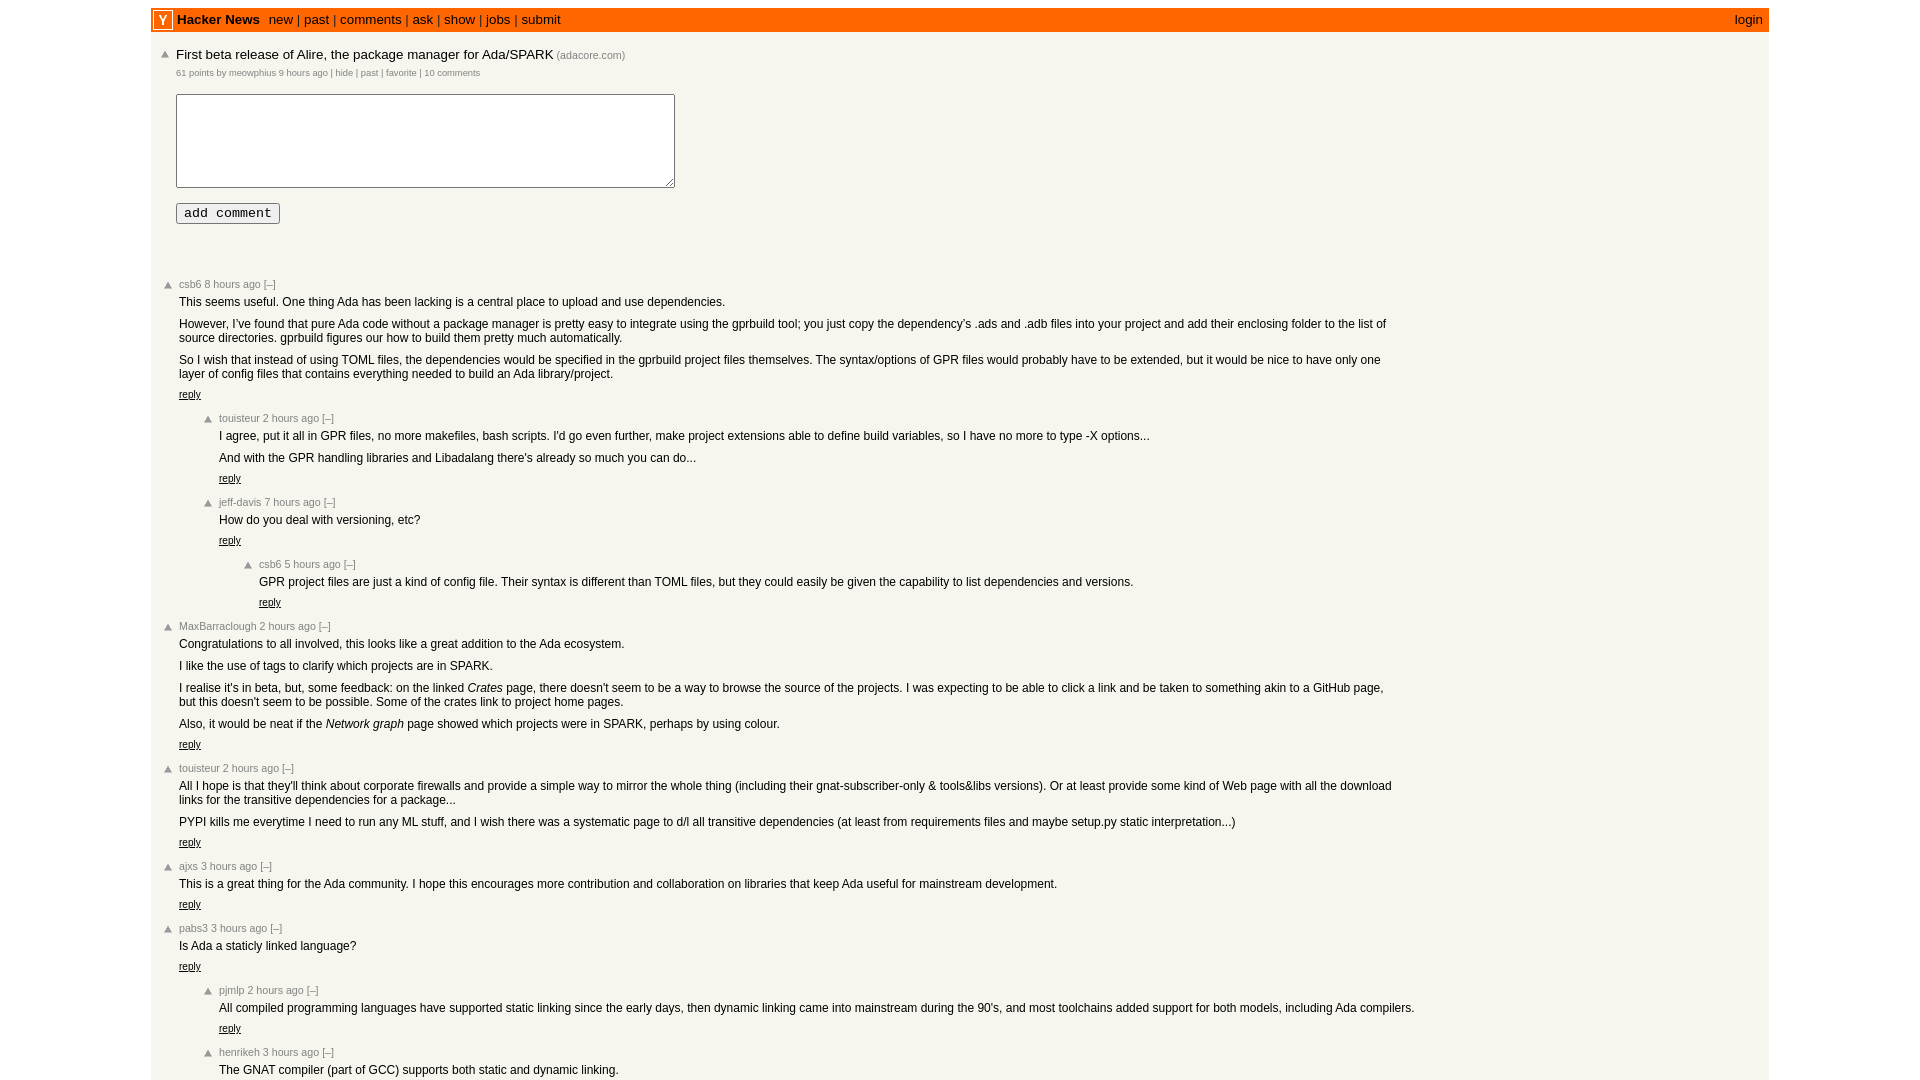 Y Hacker News new | past | comments | ask | show | jobs | submit login
First beta release of Alire, the package manager for Ada/SPARK (adacore.com)
61 points by meowphius 9 hours ago | hide | past | favorite | 10 comments
add comment
csb6 8 hours ago [–]
This seems useful. One thing Ada has been lacking is a central place to upload and use dependencies.
However, I’ve found that pure Ada code without a package manager is pretty easy to integrate using the gprbuild tool; you just copy the dependency’s .ads and .adb files into your project and add their enclosing folder to the list of
source directories. gprbuild figures our how to build them pretty much automatically.
So I wish that instead of using TOML files, the dependencies would be specified in the gprbuild project files themselves. The syntax/options of GPR files would probably have to be extended, but it would be nice to have only one
layer of config files that contains everything needed to build an Ada library/project.
reply
touisteur 2 hours ago [–]
I agree, put it all in GPR files, no more makefiles, bash scripts. I'd go even further, make project extensions able to define build variables, so I have no more to type -X options...
And with the GPR handling libraries and Libadalang there's already so much you can do...
reply
jeff-davis 7 hours ago [–]
How do you deal with versioning, etc?
reply
csb6 5 hours ago [–]
GPR project files are just a kind of config file. Their syntax is different than TOML files, but they could easily be given the capability to list dependencies and versions.
reply
MaxBarraclough 2 hours ago [–]
Congratulations to all involved, this looks like a great addition to the Ada ecosystem.
I like the use of tags to clarify which projects are in SPARK.
I realise it's in beta, but, some feedback: on the linked Crates page, there doesn't seem to be a way to browse the source of the projects. I was expecting to be able to click a link and be taken to something akin to a GitHub page,
but this doesn't seem to be possible. Some of the crates link to project home pages.
Also, it would be neat if the Network graph page showed which projects were in SPARK, perhaps by using colour.
reply
touisteur 2 hours ago [–]
All I hope is that they'll think about corporate firewalls and provide a simple way to mirror the whole thing (including their gnat-subscriber-only & tools&libs versions). Or at least provide some kind of Web page with all the download
links for the transitive dependencies for a package...
PYPI kills me everytime I need to run any ML stuff, and I wish there was a systematic page to d/l all transitive dependencies (at least from requirements files and maybe setup.py static interpretation...)
reply
ajxs 3 hours ago [–]
This is a great thing for the Ada community. I hope this encourages more contribution and collaboration on libraries that keep Ada useful for mainstream development.
reply
pabs3 3 hours ago [–]
Is Ada a staticly linked language?
reply
pjmlp 2 hours ago [–]
All compiled programming languages have supported static linking since the early days, then dynamic linking came into mainstream during the 90's, and most toolchains added support for both models, including Ada compilers.
reply
henrikeh 3 hours ago [–]
The GNAT compiler (part of GCC) supports both static and dynamic linking.